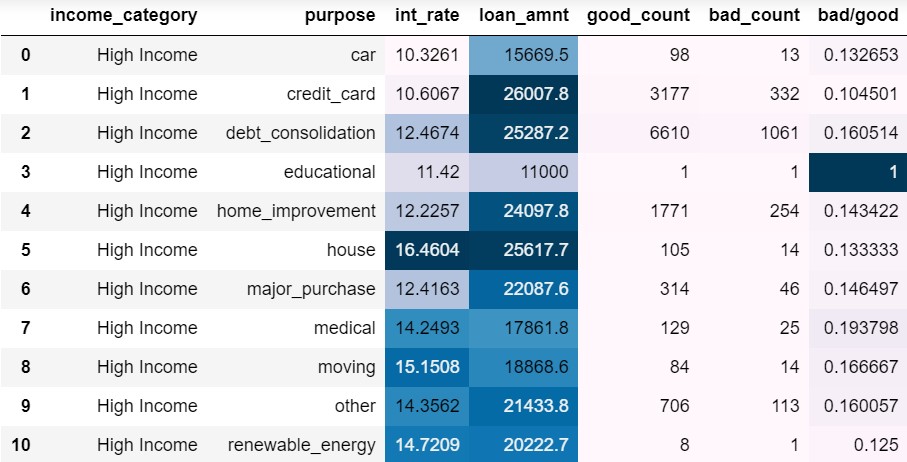 income_category purpose int_rate loan_amnt good_count bad_count bad/good
0 High Income car 10.3261 15669.5 98 13 0.132653
1 High Income credit_card 10.6067 26007.8 3177 332 0.104501
2 High Income debt_consolidation 12.4674 25287.2 6610 1061 0.160514
3 High Income educational 11.42 11000 1 1 1
4 High Income home_improvement 12.2257 24097.8 1771 254 0.143422
5 High Income house 16.4604 25617.7 105 14 0.133333
6 High Income major_purchase 12.4163 22087.6 314 46 0.146497
7 High Income medical 14.2493 17861.8 129 25 0.193798
8 High Income moving 15.1508 18868.6 84 14 0.166667
9 High Income other 14.3562 21433.8 706 113 0.160057
10 High Income renewable_energy 14.7209 20222.7 8 1 0.125